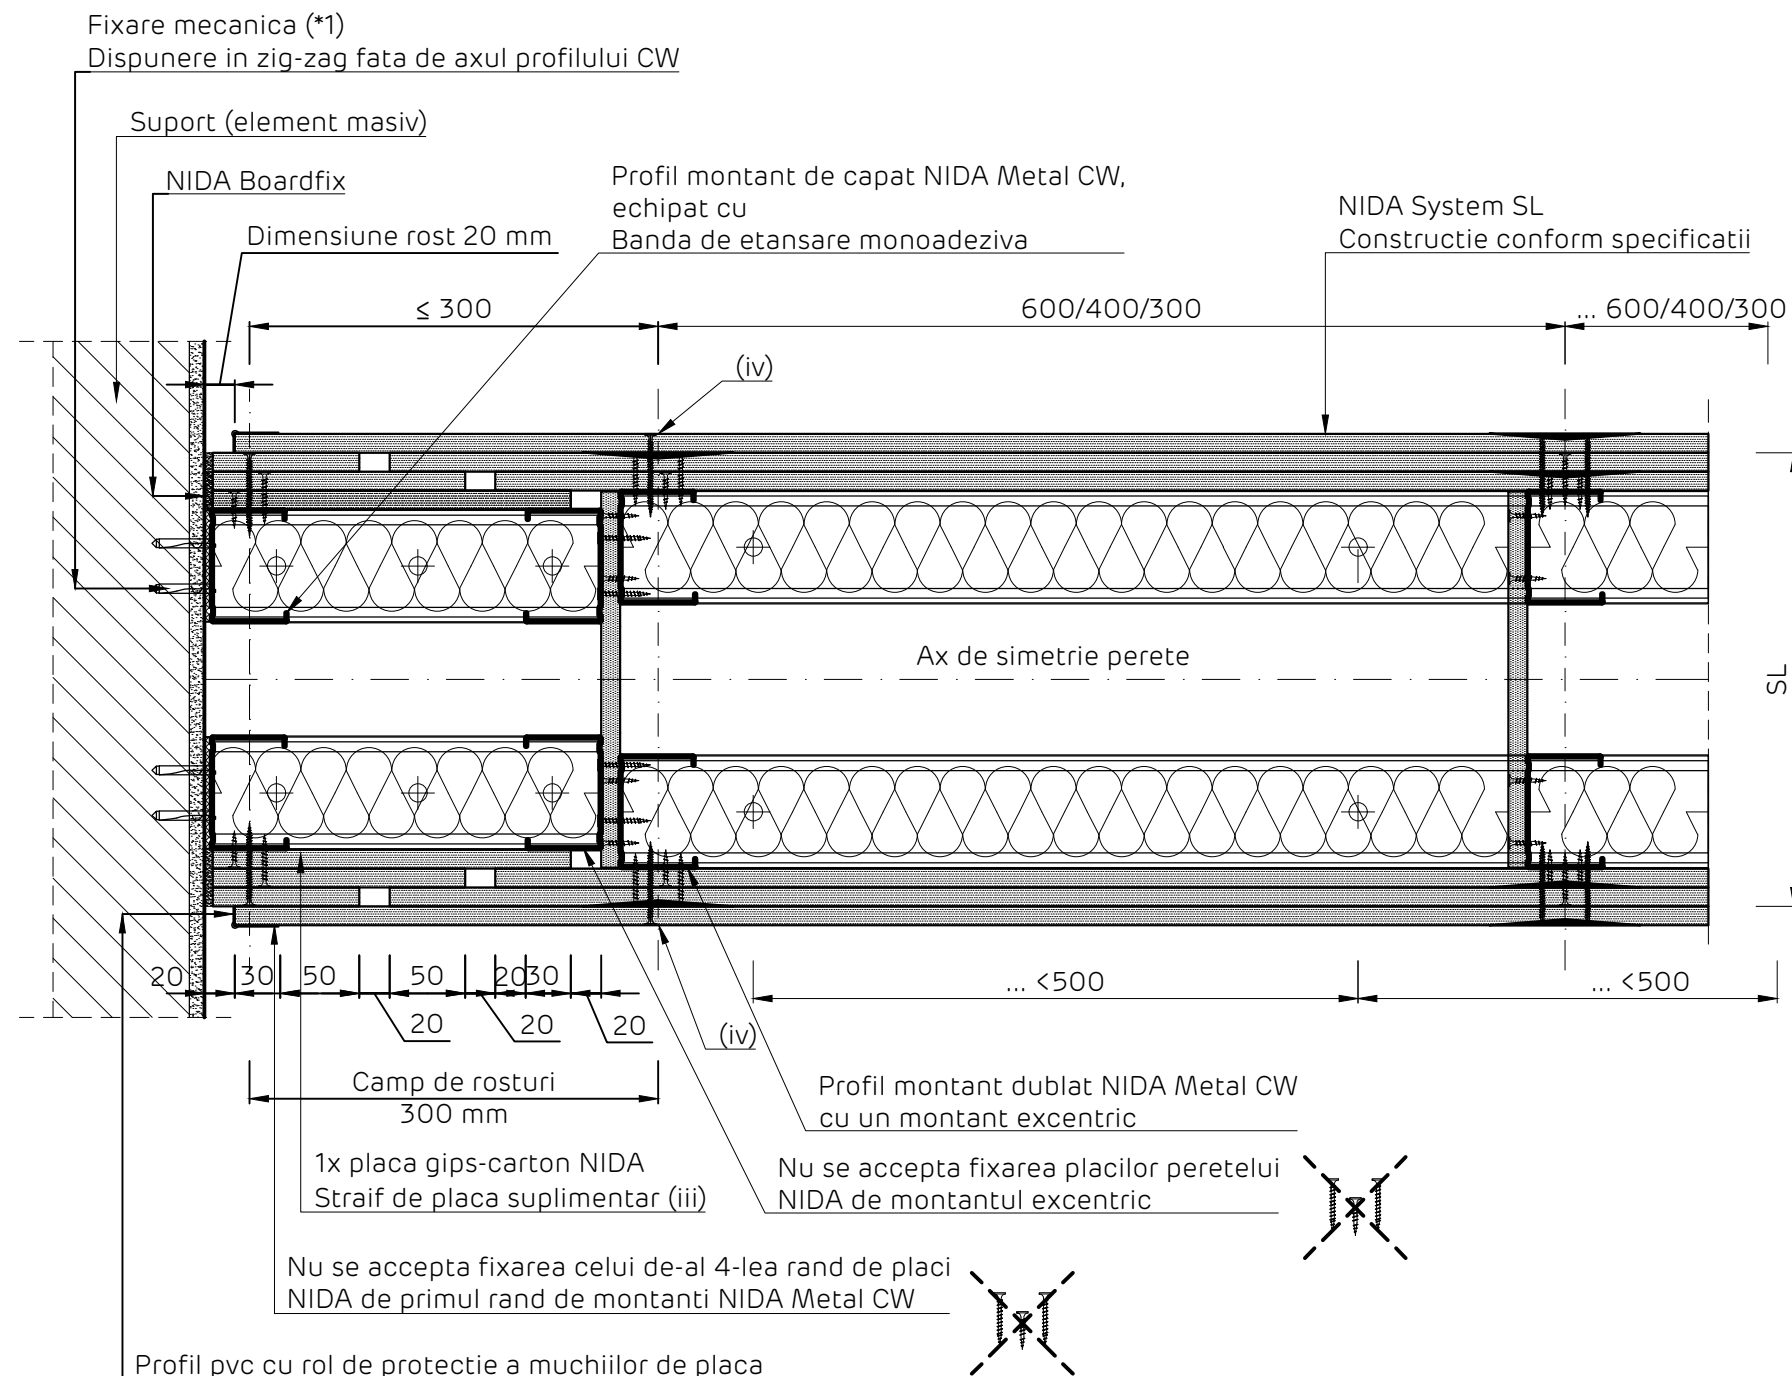 Fixare mecanica (*1)
Dispunere in zig-zag fata de axul profilului CW
Suport (element masiv)
NIDA Boardfix
Dimensiune rost 20 mm
Profil montant de capat NIDA Metal CW,
echipat cu
Banda de etansare monoadeziva
NIDA System SL
Constructie conform specificatii
≤ 300
600/400/300
... 600/400/300
(iv)
Ax de simetrie perete
SL
20 30 50 50 20 30
20 20 20
... <500
... <500
(iv)
Camp de rosturi
300 mm
Profil montant dublat NIDA Metal CW
cu un montant excentric
1x placa gips-carton NIDA
Straif de placa suplimentar (iii)
Nu se accepta fixarea placilor peretelui
NIDA de montantul excentric
Nu se accepta fixarea celui de-al 4-lea rand de placi
NIDA de primul rand de montanti NIDA Metal CW
Profil pvc cu rol de protectie a muchiilor de placa